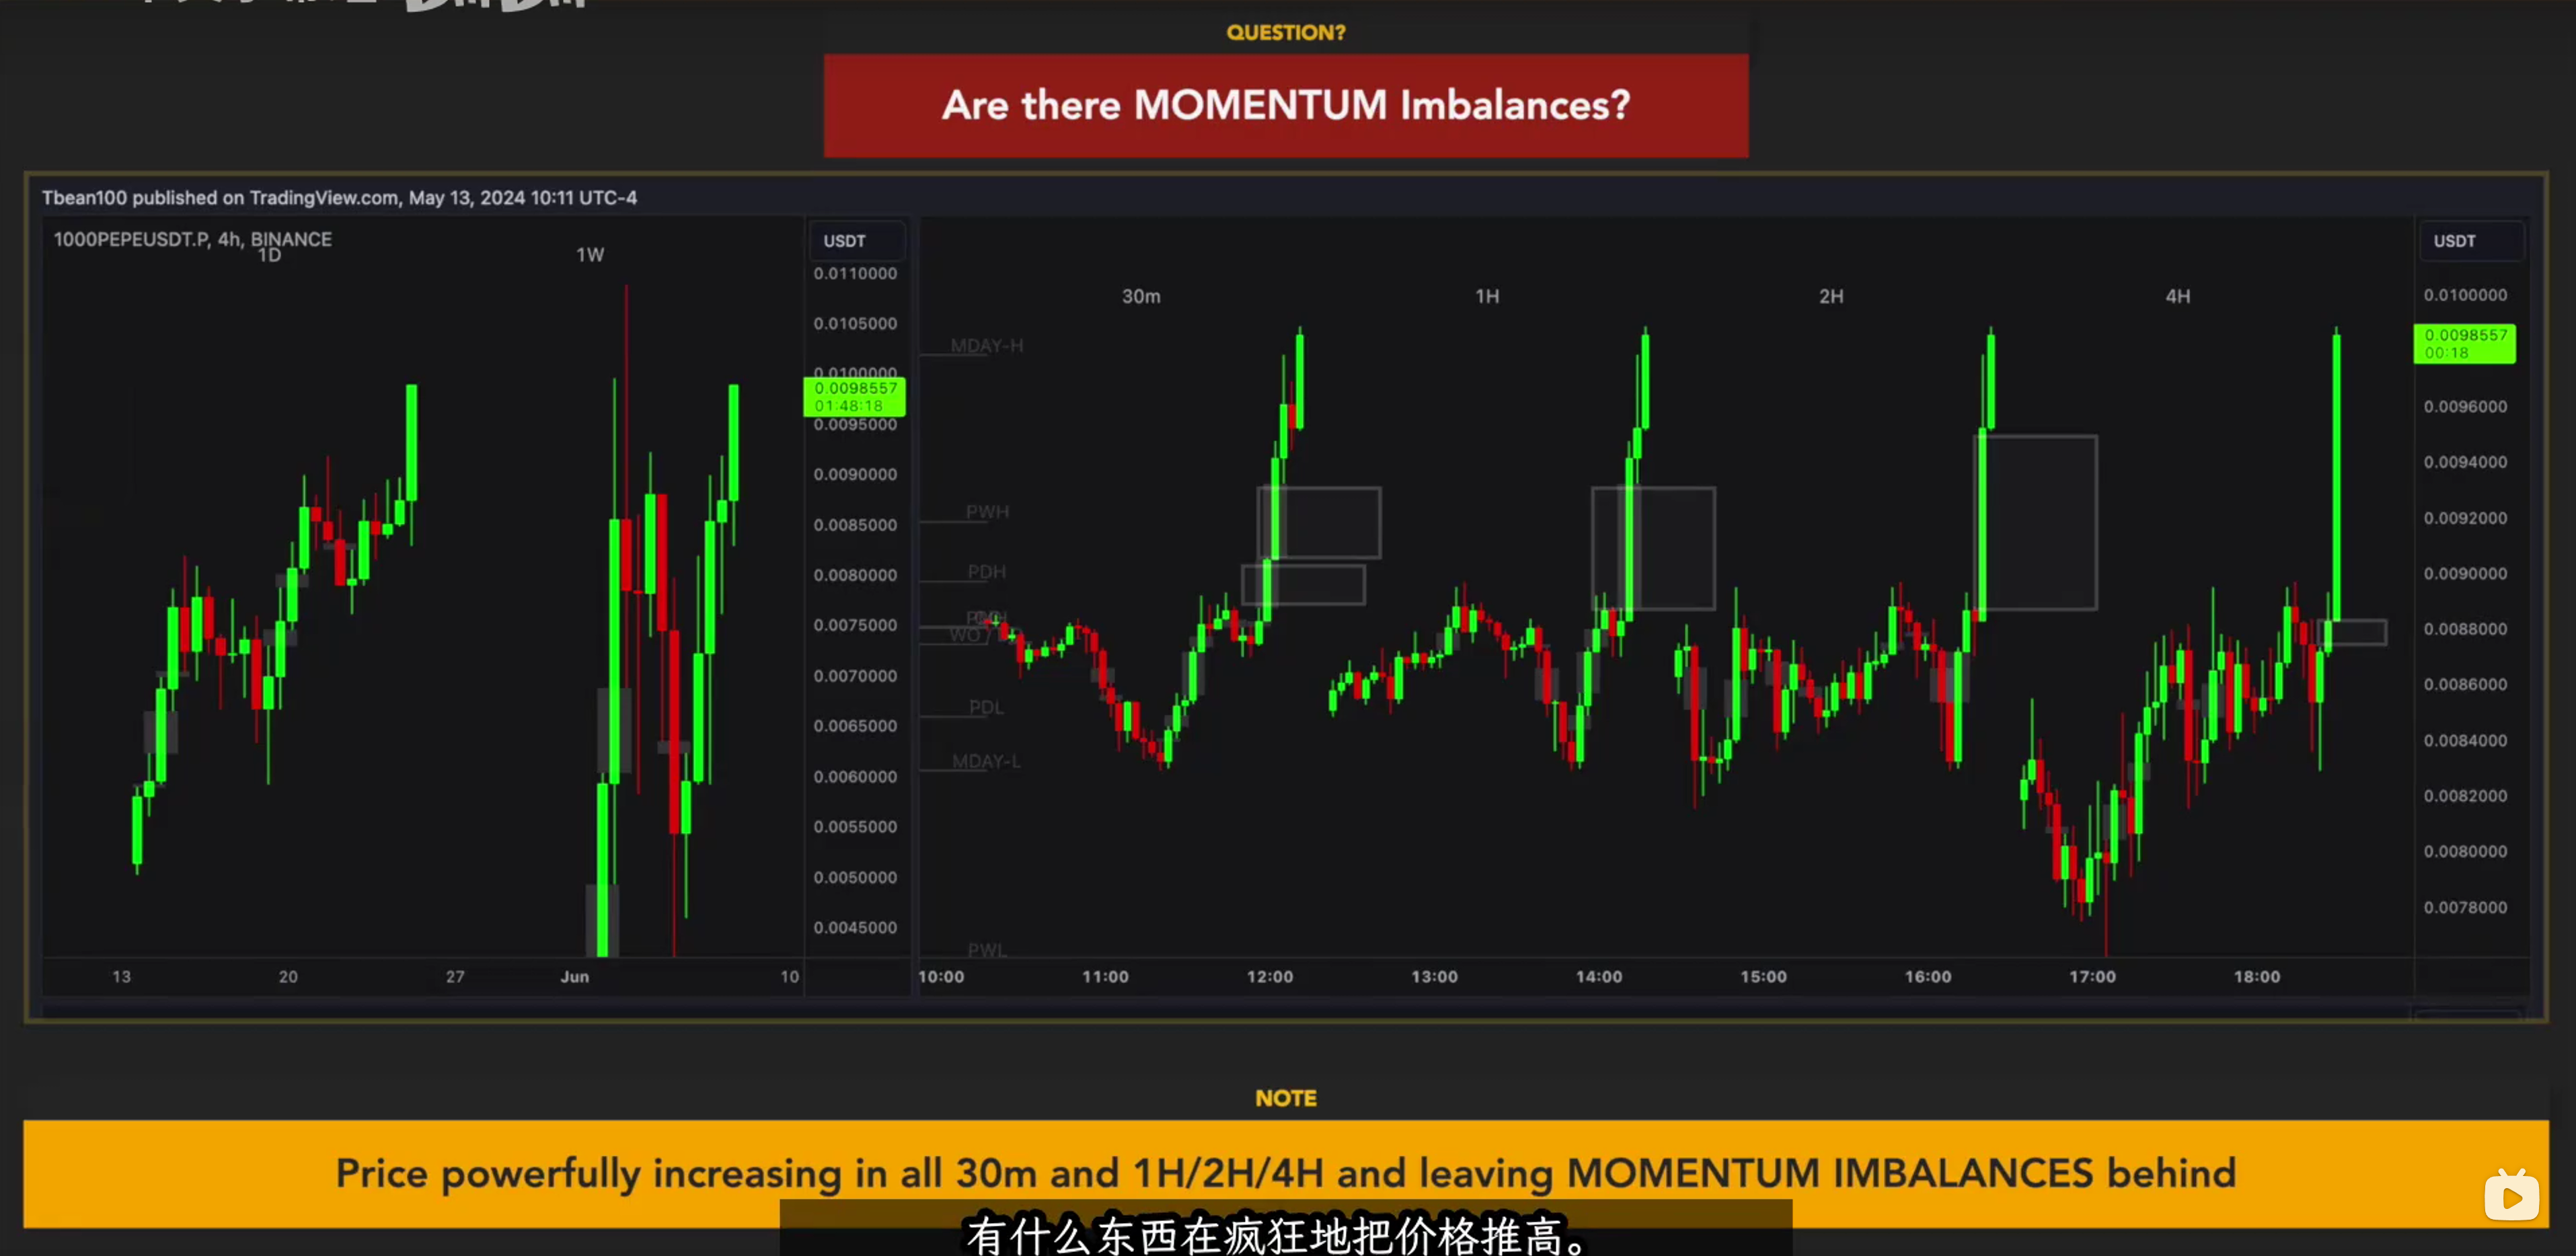 QUESTION?
Are there MOMENTUM Imbalances?
Tbean100 published on TradingView.com, May 13, 2024 10:11 UTC-4
1000PEPEUSDT.P, 4h, BINANCE
1D
1W
USDT
0.0110000
0.0105000
0.0100000
0.0098557
01:48:18
0.0095000
0.0090000
0.0085000
0.0080000
0.0075000
0.0070000
0.0065000
0.0060000
0.0055000
0.0050000
0.0045000
13
20
27
Jun
10
30m
1H
2H
4H
MDAY-H
PWH
PDH
WO
PDL
MDAY-L
PWL
USDT
0.0100000
0.0098557
00:18
0.0096000
0.0094000
0.0092000
0.0090000
0.0088000
0.0086000
0.0084000
0.0082000
0.0080000
0.0078000
10:00
11:00
12:00
13:00
14:00
15:00
16:00
17:00
18:00
NOTE
Price powerfully increasing in all 30m and 1H/2H/4H and leaving MOMENTUM IMBALANCES behind
有什么东西在疯狂地把价格推高。